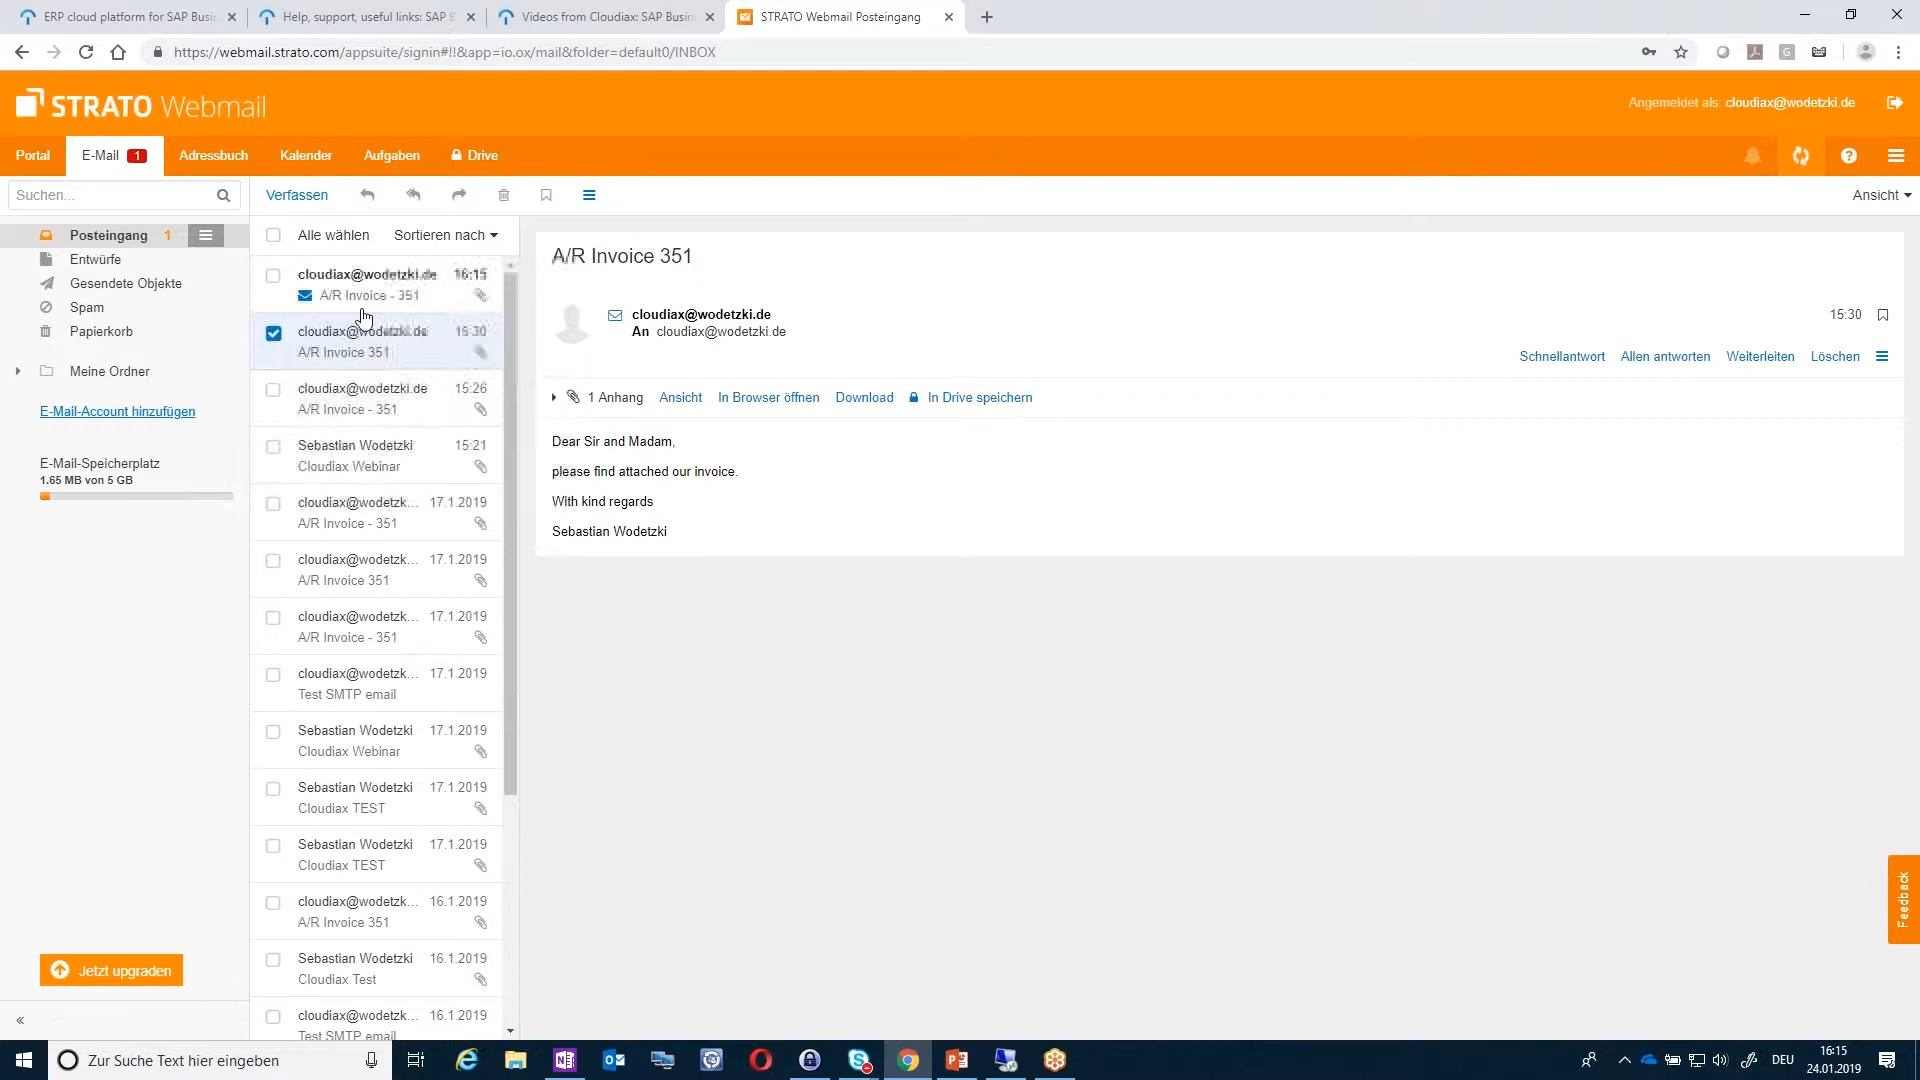 ERP cloud platform for SAP Busi
Help, support, useful links: SAP B
Videos from Cloudiax: SAP Busin
STRATO Webmail Posteingang
https://webmail.strato.com/appsuite/signin#!!&app=io.ox/mail&folder=default0/INBOX
STRATO Webmail
Angemeldet als: cloudiax@wodetzki.de
Portal
E-Mail 1
Adressbuch
Kalender
Aufgaben
Drive
Suchen...
Verfassen
Ansicht
Posteingang 1
Entwürfe
Gesendete Objekte
Spam
Papierkorb
Meine Ordner
E-Mail-Account hinzufügen
E-Mail-Speicherplatz
1.65 MB von 5 GB
Jetzt upgraden
«
Alle wählen Sortieren nach
cloudiax@wodetzki.de 16:15
A/R Invoice - 351
cloudiax@wodetzki.de 15:30
A/R Invoice 351
cloudiax@wodetzki.de 15:26
A/R Invoice - 351
Sebastian Wodetzki 15:21
Cloudiax Webinar
cloudiax@wodetzk... 17.1.2019
A/R Invoice - 351
cloudiax@wodetzk... 17.1.2019
A/R Invoice 351
cloudiax@wodetzk... 17.1.2019
A/R Invoice - 351
cloudiax@wodetzk... 17.1.2019
Test SMTP email
Sebastian Wodetzki 17.1.2019
Cloudiax Webinar
Sebastian Wodetzki 17.1.2019
Cloudiax TEST
Sebastian Wodetzki 17.1.2019
Cloudiax TEST
cloudiax@wodetzk... 16.1.2019
A/R Invoice 351
Sebastian Wodetzki 16.1.2019
Cloudiax Test
cloudiax@wodetzk... 16.1.2019
Test SMTP email
A/R Invoice 351
cloudiax@wodetzki.de 15:30
An cloudiax@wodetzki.de
Schnellantwort Allen antworten Weiterleiten Löschen
1 Anhang Ansicht In Browser öffnen Download In Drive speichern
Dear Sir and Madam,
please find attached our invoice.
With kind regards
Sebastian Wodetzki
Feedback
Zur Suche Text hier eingeben
DEU
16:15
24.01.2019